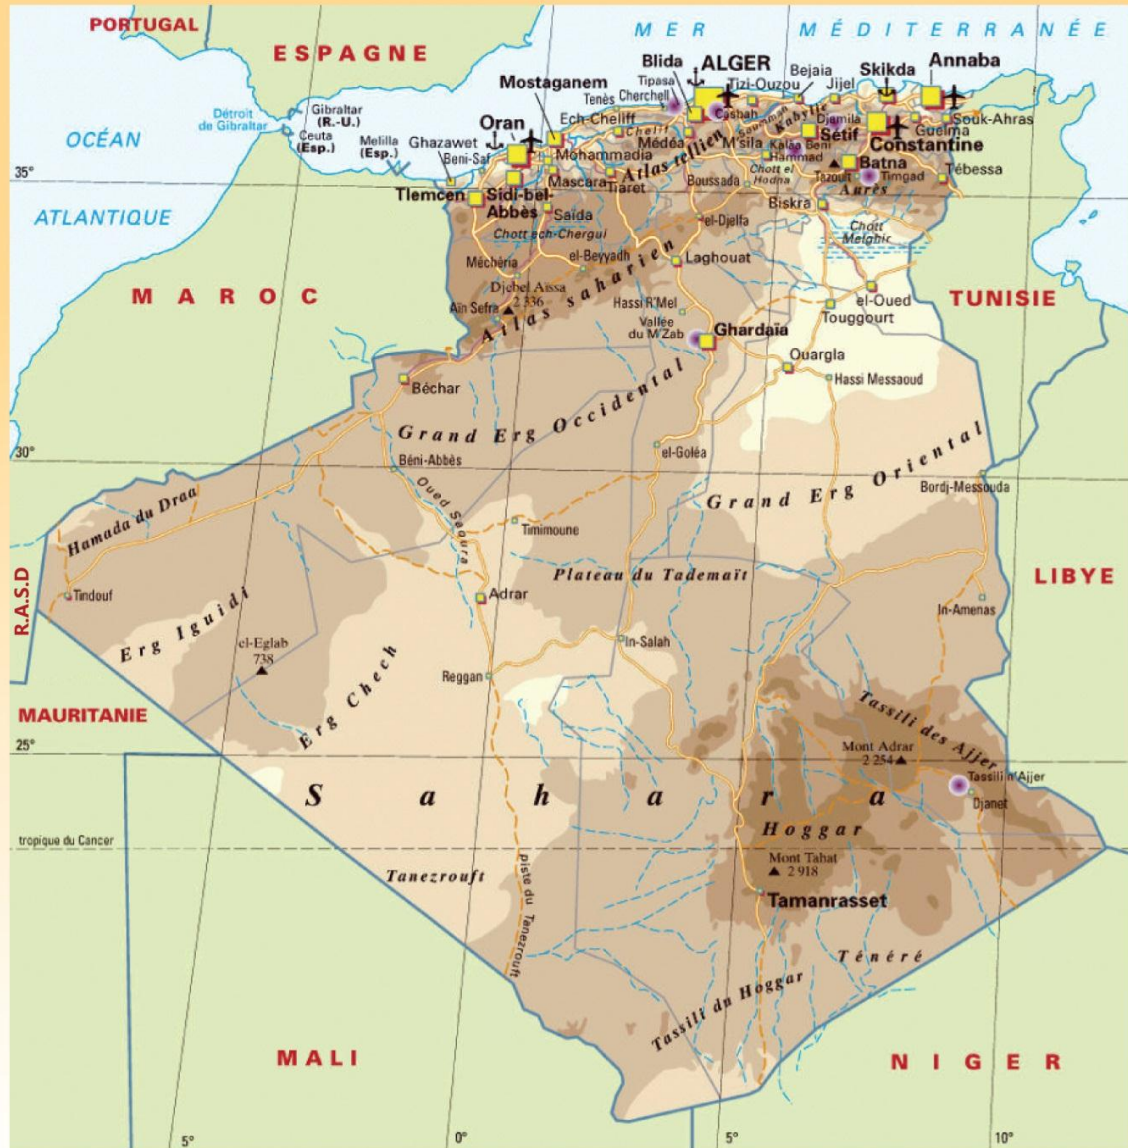 PORTUGAL
ESPAGNE
MER MÉDITERRANÉE
OCÉAN
ATLANTIQUE
Détroit
de Gibraltar
Gibraltar
(R.-U.)
Ceuta
(Esp.)
Melilla
(Esp.)
Ghazawet
Beni-Saf
Oran
Mostaganem
Tenès
Cherchell
Tipasa
Blida
ALGER
Casbah
Tizi-Ouzou
Bejaia
Jijel
Skikda
Annaba
Ech-Cheliff
Chelif
Médéa
Soummam
Kabylie
Djamila
Sétif
Guelma
Souk-Ahras
Constantine
Mohammadia
Mascara
Tiaret
Atlas tellien
M'sila
Kalâa Beni
Hammad
Chott el
Hodna
Batna
Tazoult
Timgad
Tébessa
Aurès
35°
Tlemcen
Sidi-bel-
Abbès
Saïda
Boussada
Biskra
el-Djelfa
Chott ech-Chergui
Chott
Melghir
Méchéria
el-Beyyadh
Laghouat
Djebel Aïssa
2 336
Aïn Sefra
Atlas saharien
Hassi R'Mel
Vallée
du M'Zab
Ghardaïa
el-Oued
Touggourt
Ouargla
Hassi Messaoud
MAROC
TUNISIE
Béchar
Grand Erg Occidental
el-Goléa
30°
Béni-Abbès
Grand Erg Oriental
Bordj-Messouda
Hamada du Draa
Oued Saoura
Timimoune
Plateau du Tademaït
LIBYE
R.A.S.D
Tindouf
Adrar
In-Amenas
Erg Iguidi
el-Eglab
738
In-Salah
Erg Chech
Reggan
MAURITANIE
Tassili des Ajjer
25°
Mont Adrar
2 254
Tassili n'Ajjer
Djanet
Sahara
Hoggar
tropique du Cancer
Tanezrouft
piste du Tanezrouft
Mont Tahat
2 918
Tamanrasset
Ténéré
Tassili du Hoggar
MALI
NIGER
5°
0°
5°
10°